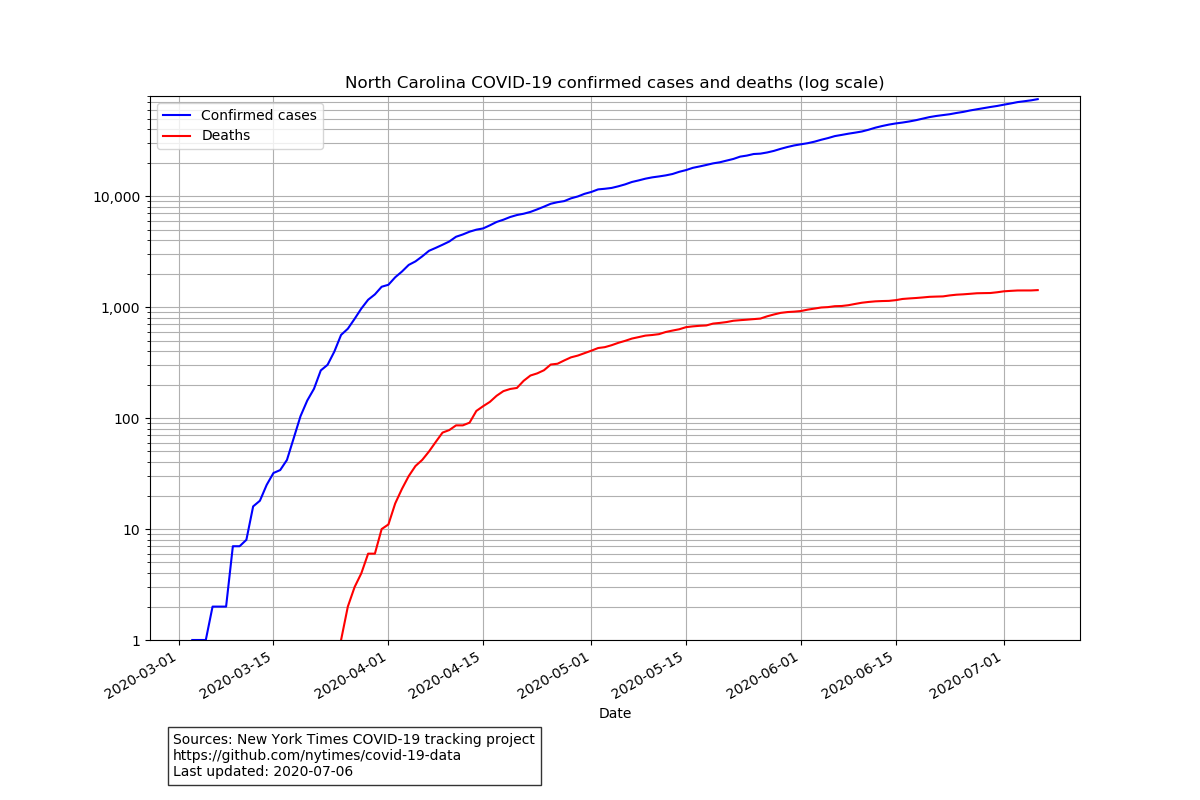 North Carolina COVID-19 confirmed cases and deaths (log scale)
Confirmed cases
Deaths
10,000
1,000
100
10
1
2020-03-01
2020-03-15
2020-04-01
2020-04-15
2020-05-01
2020-05-15
2020-06-01
2020-06-15
2020-07-01
Date
Sources: New York Times COVID-19 tracking project
https://github.com/nytimes/covid-19-data
Last updated: 2020-07-06